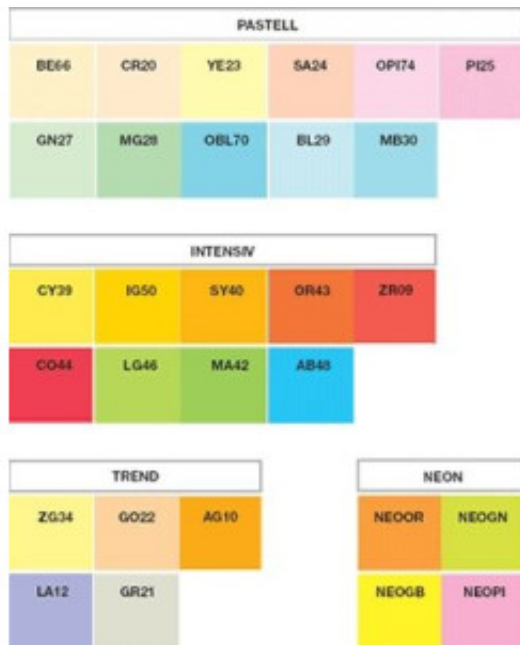 PASTELL
BE66 CR20 YE23 SA24 OPI74 PI25
GN27 MG28 OBL70 BL29 MB30
INTENSIV
CY39 IG50 SY40 OR43 ZR09
CO44 LG46 MA42 AB48
TREND
ZG34 GO22 AG10
LA12 GR21
NEON
NEOOR NEOGN
NEOGB NEOPI